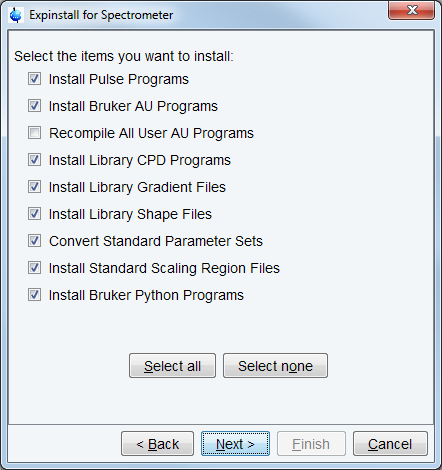 Expinstall for Spectrometer
Select the items you want to install:
Install Pulse Programs
Install Bruker AU Programs
Recompile All User AU Programs
Install Library CPD Programs
Install Library Gradient Files
Install Library Shape Files
Convert Standard Parameter Sets
Install Standard Scaling Region Files
Install Bruker Python Programs
Select all Select none
< Back Next > Finish Cancel